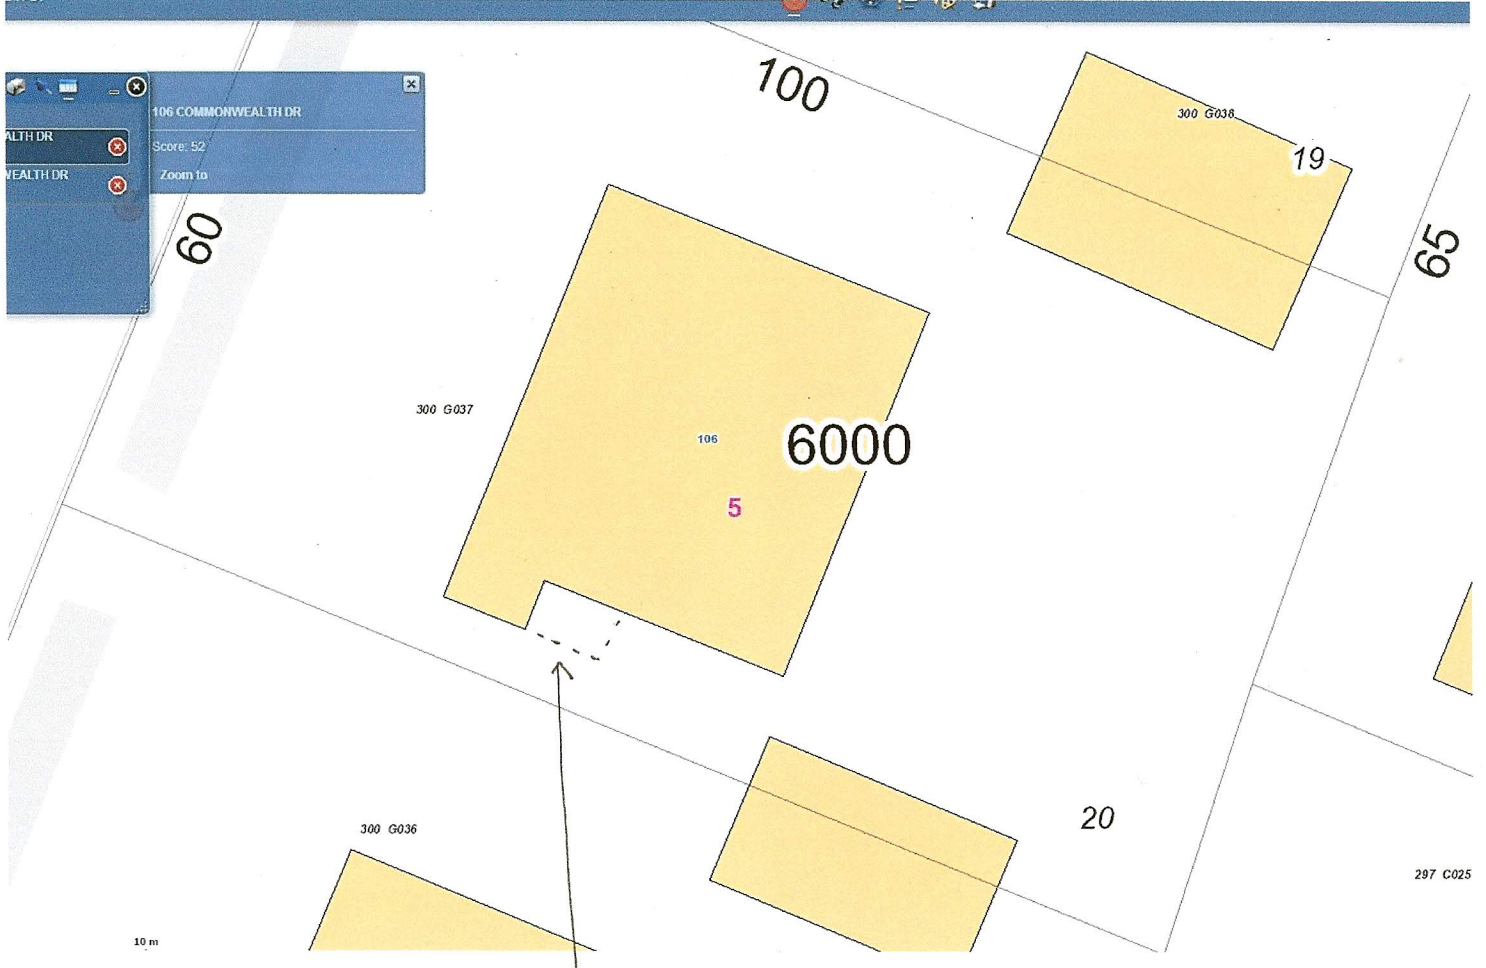 100
300 G038
19
106 COMMONWEALTH DR
ALTH DR
Score: 52
WEALTH DR
Zoom to
60
65
300 G037
106
6000
5
20
300 G036
297 C025
10 m